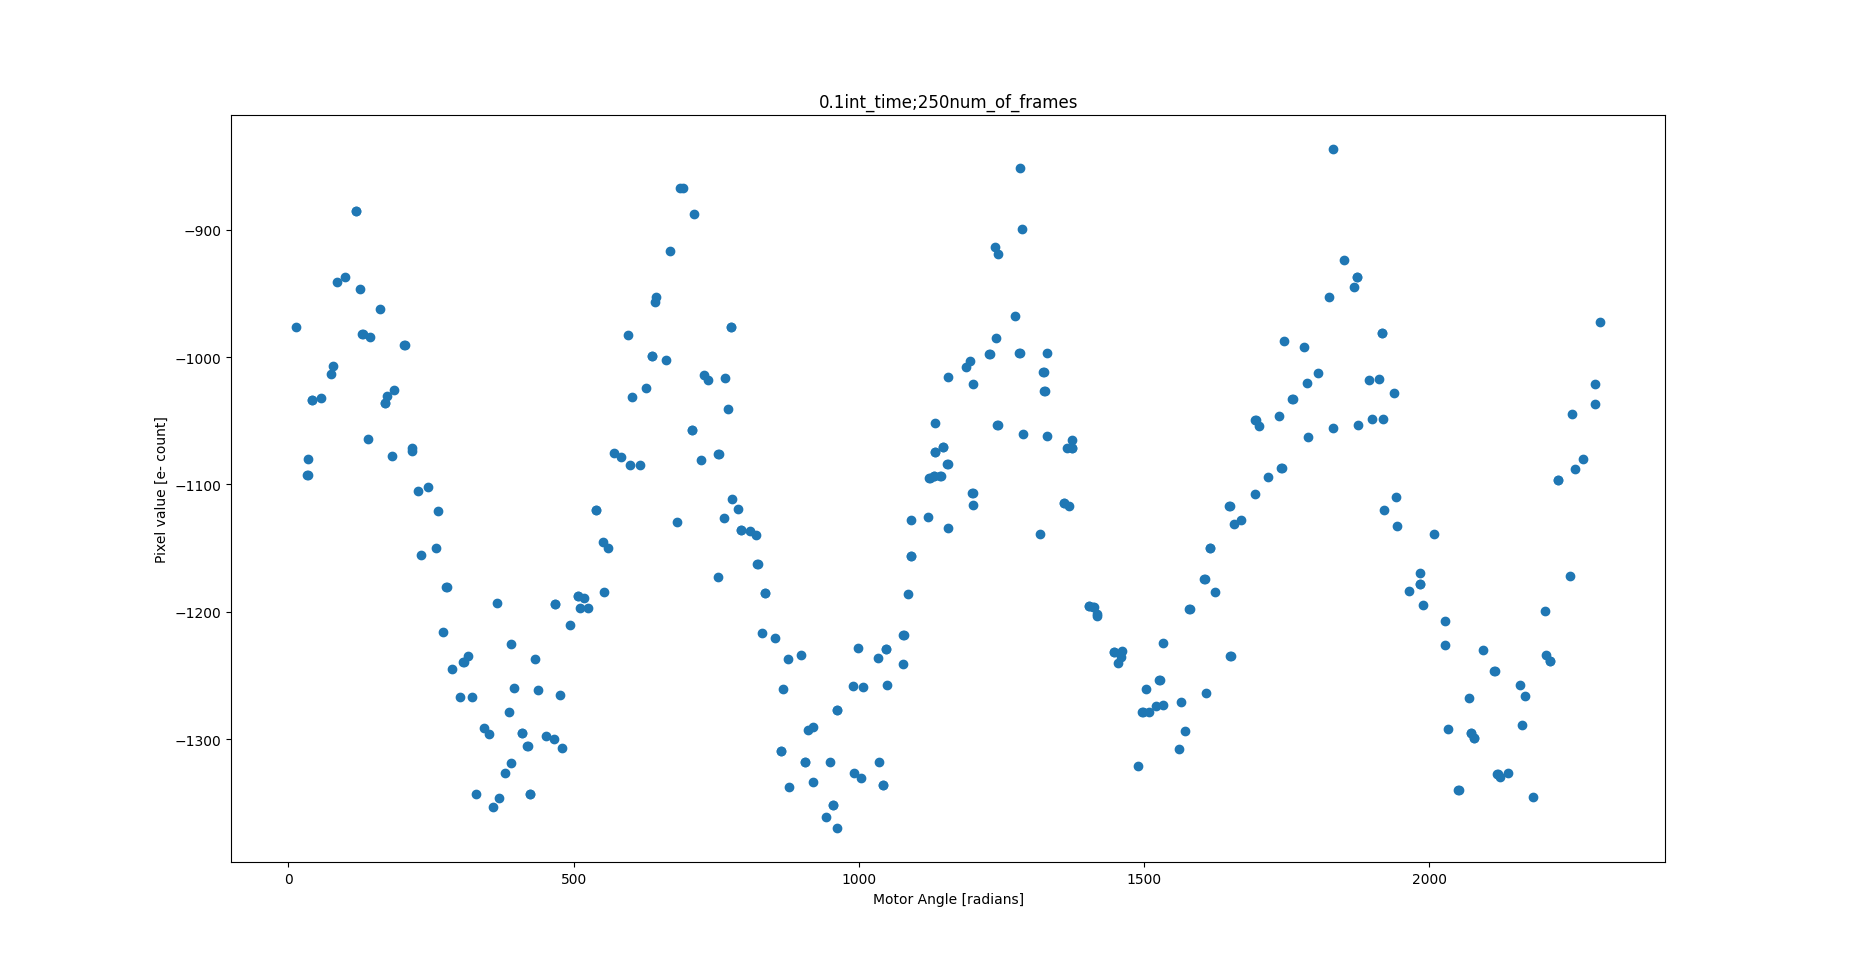 0.1int_time;250num_of_frames
Pixel value [e- count]
−900
−1000
−1100
−1200
−1300
0 500 1000 1500 2000
Motor Angle [radians]